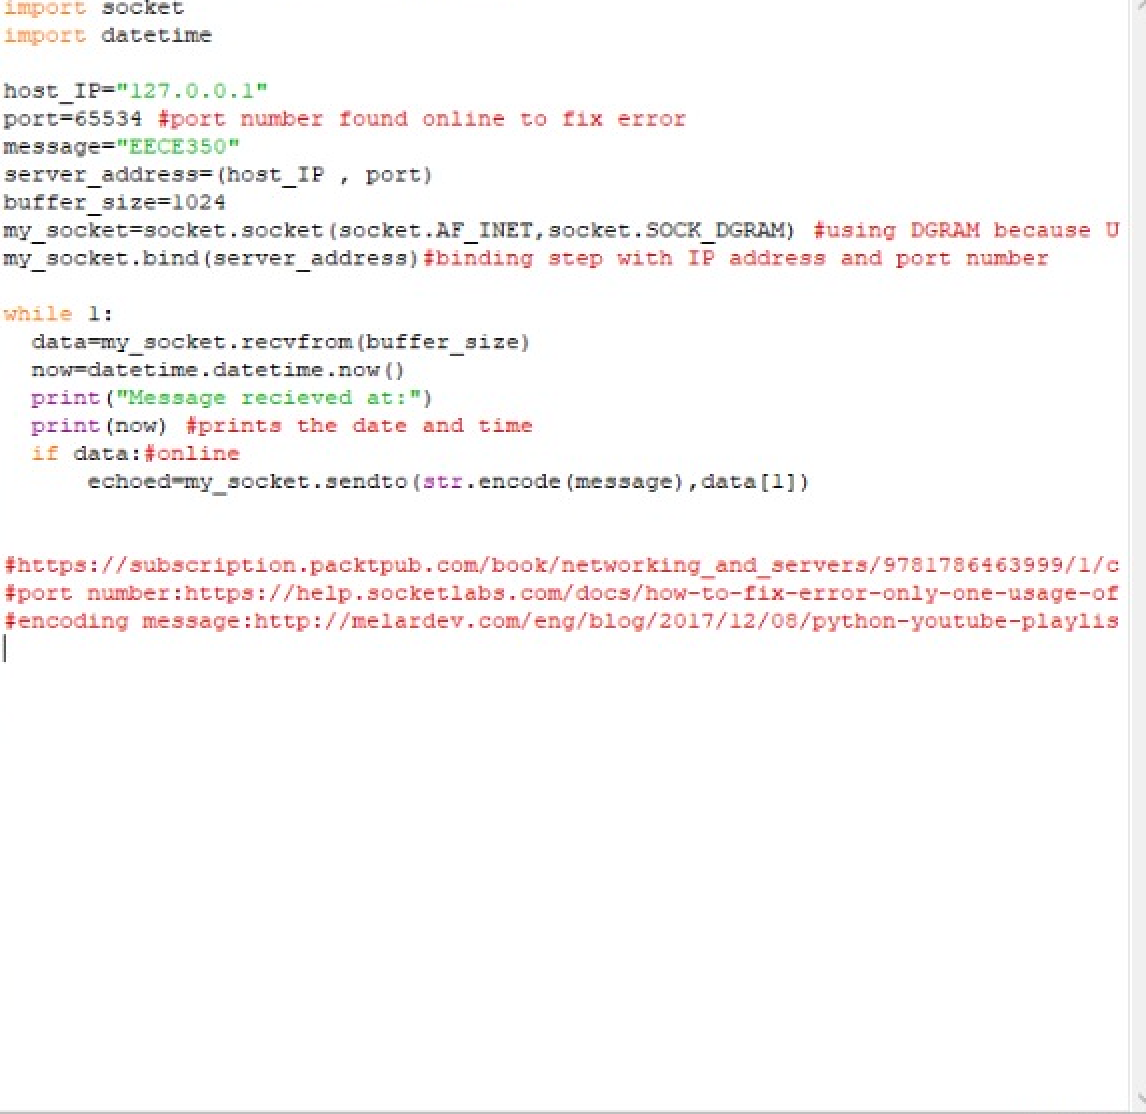 import socket
import datetime
host_IP="127.0.0.1"
port=65534 #port number found online to fix error
message="EECE350"
server_address=(host_IP , port)
buffer_size=1024
my_socket=socket.socket(socket.AF_INET,socket.SOCK_DGRAM) #using DGRAM because U
my_socket.bind(server_address)#binding step with IP address and port number
while 1:
data=my_socket.recvfrom(buffer_size)
now=datetime.datetime.now()
print("Message recieved at:")
print(now) #prints the date and time
if data:#online
echoed=my_socket.sendto(str.encode(message),data[1])
#https://subscription.packtpub.com/book/networking_and_servers/9781786463999/1/c
#port number:https://help.socketlabs.com/docs/how-to-fix-error-only-one-usage-of
#encoding message:http://melardev.com/eng/blog/2017/12/08/python-youtube-playlis